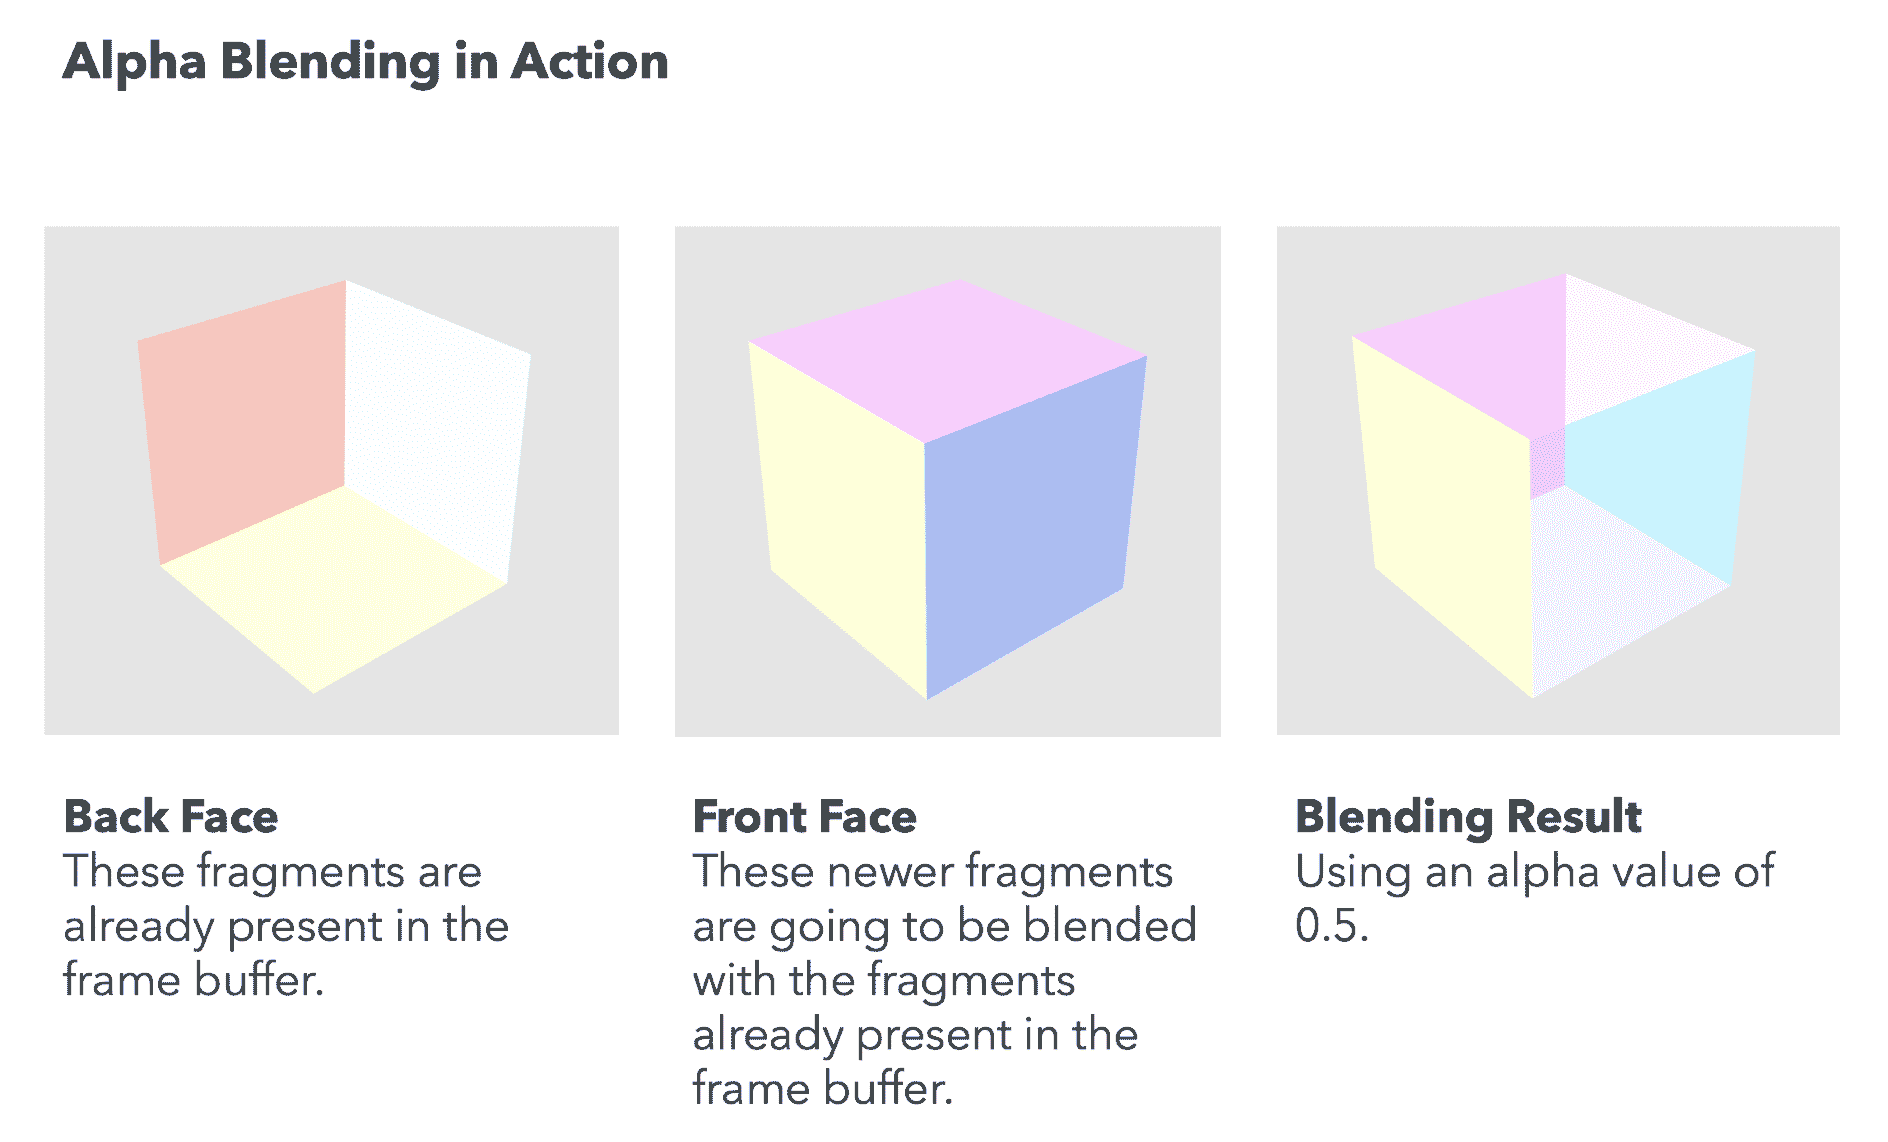 Alpha Blending in Action
Back Face
These fragments are
already present in the
frame buffer.
Front Face
These newer fragments
are going to be blended
with the fragments
already present in the
frame buffer.
Blending Result
Using an alpha value of
0.5.